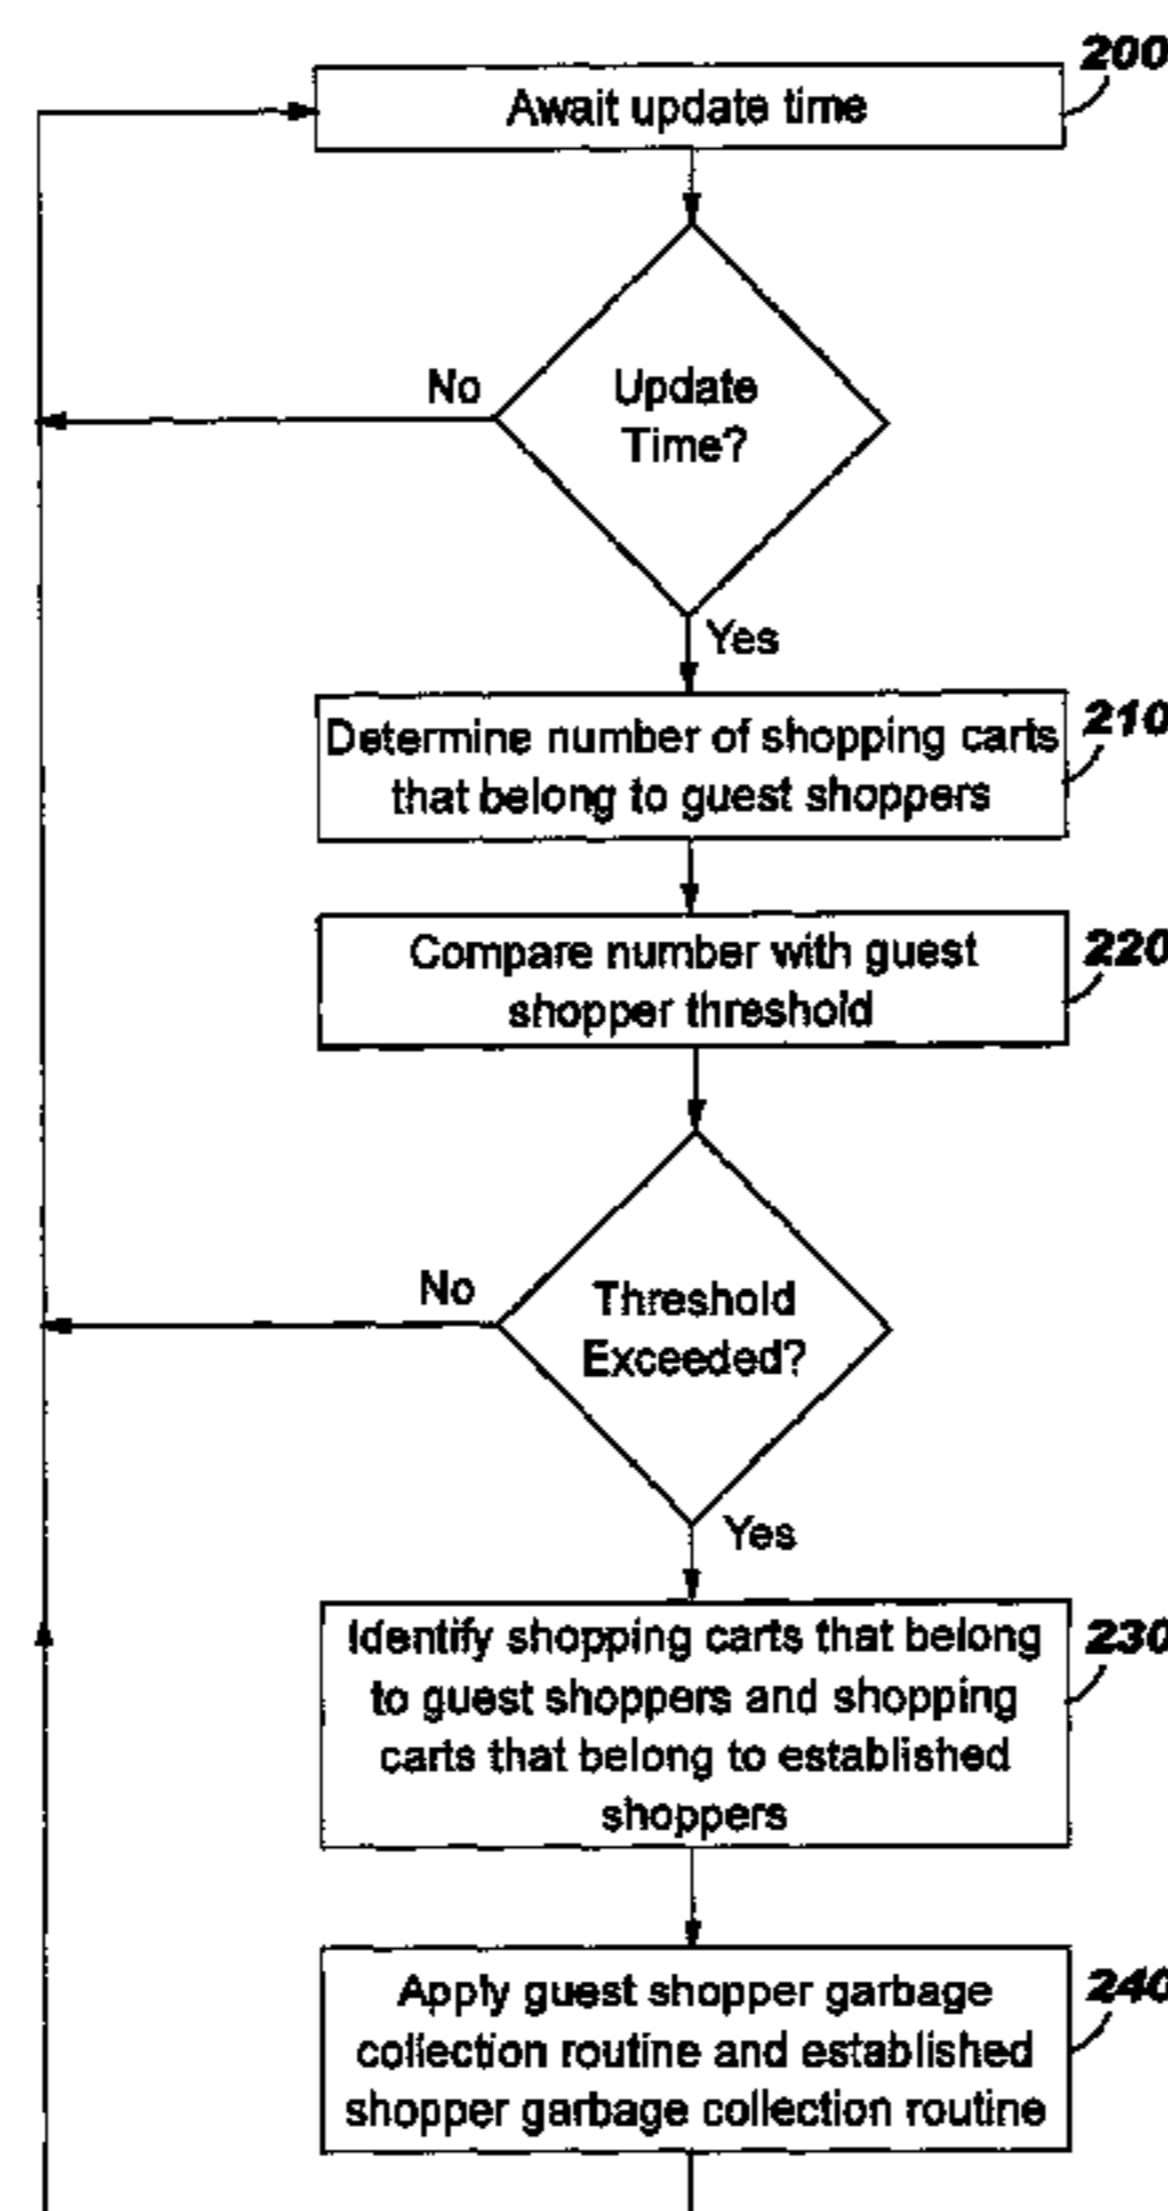 200
Await update time
No
Update
Time?
Yes
Determine number of shopping carts
that belong to guest shoppers
210
Compare number with guest
shopper threshold
220
No
Threshold
Exceeded?
Yes
Identify shopping carts that belong
to guest shoppers and shopping
carts that belong to established
shoppers
230
Apply guest shopper garbage
collection routine and established
shopper garbage collection routine
240